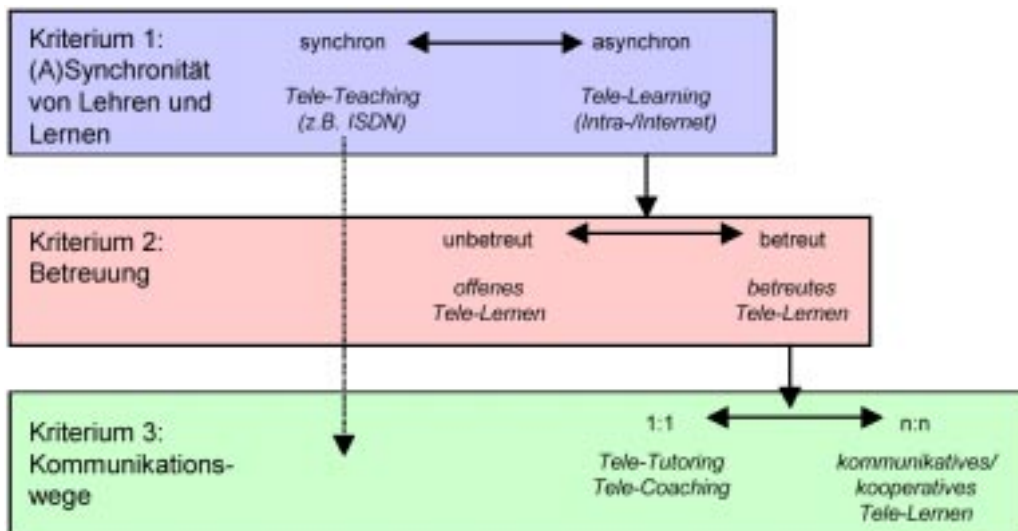 Kriterium 1:
(A)Synchronität
von Lehren und
Lernen
synchron
asynchron
Tele-Teaching
(z.B. ISDN)
Tele-Learning
(Intra-/Internet)
Kriterium 2:
Betreuung
unbetreut
betreut
offenes
Tele-Lernen
betreutes
Tele-Lernen
Kriterium 3:
Kommunikations-
wege
1:1
n:n
Tele-Tutoring
Tele-Coaching
kommunikatives/
kooperatives
Tele-Lernen